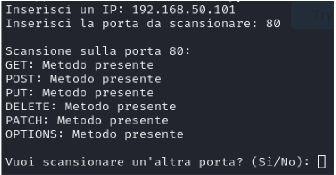 Inserisci un IP: 192.168.50.101
Inserisci la porta da scansionare: 80
Scansione sulla porta 80:
GET: Metodo presente
POST: Metodo presente
PUT: Metodo presente
DELETE: Metodo presente
PATCH: Metodo presente
OPTIONS: Metodo presente
Vuoi scansionare un'altra porta? (Si/No):